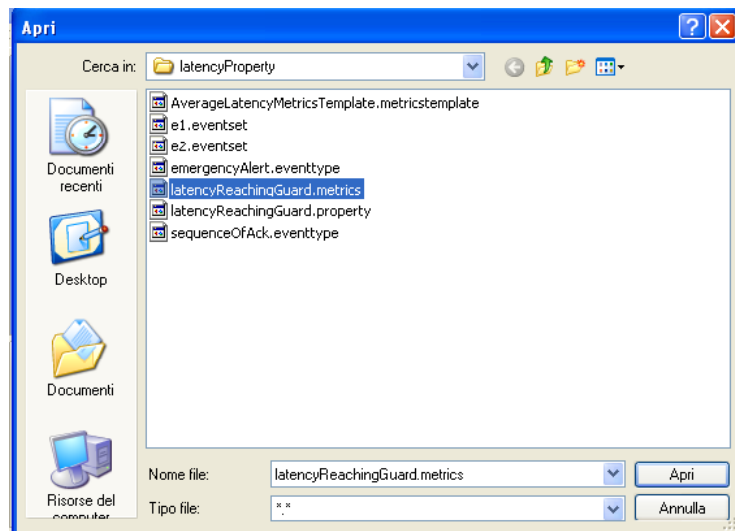 Apri
Cerca in:
latencyProperty
Documenti
recenti
Desktop
Documenti
Risorse del
computer
AverageLatencyMetricsTemplate.metricstemplate
e1.eventset
e2.eventset
emergencyAlert.eventtype
latencyReachingGuard.metrics
latencyReachingGuard.property
sequenceOfAck.eventtype
Nome file:
latencyReachingGuard.metrics
Apri
Tipo file:
*.*
Annulla